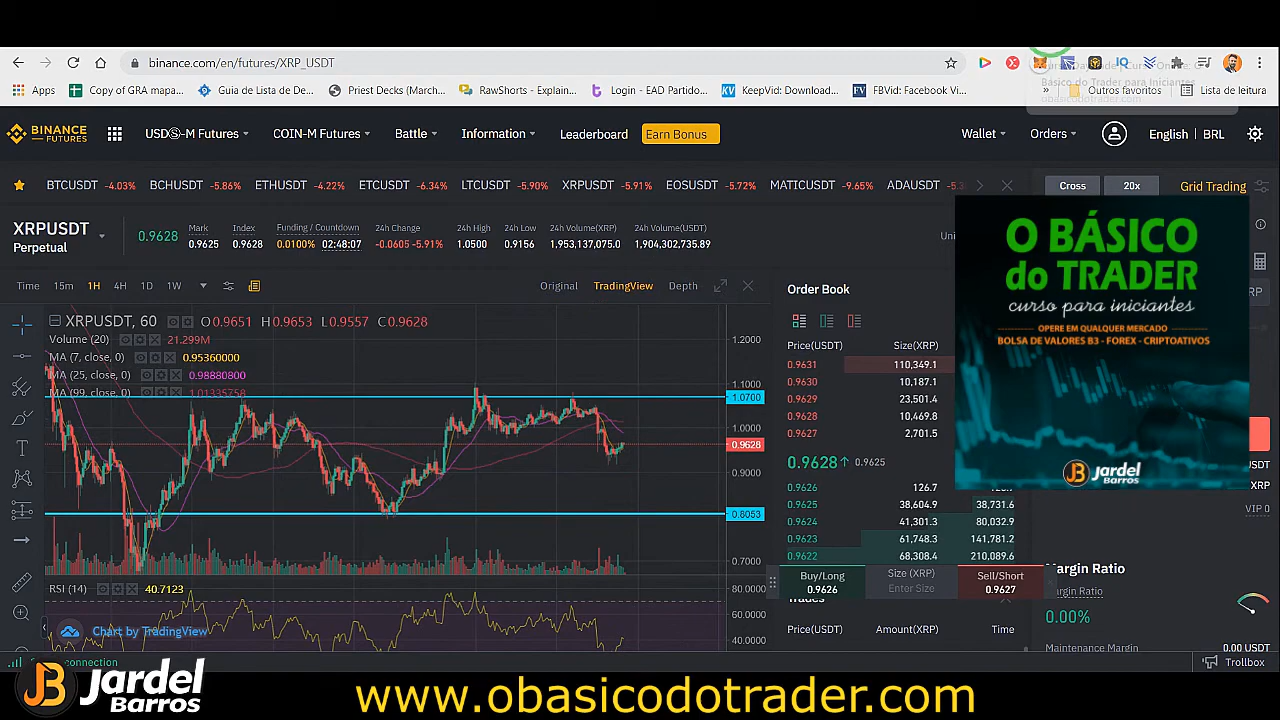 binance.com/en/futures/XRP_USDT
Apps Copy of GRA mapa... Guia de Lista de De... Shocks (Mach... RawShorts - Explain... Login - EAD Partido... KeepVid: Download... FBVid: Facebook Vi... » Outros favoritos Lista de leitura
obasicodotrader.com
BINANCE FUTURES USDⓈ-M Futures COIN-M Futures Battle Information Leaderboard Earn Bonus Wallet Orders English | BRL
BTCUSDT -4.03% BCHUSDT -5.86% ETHUSDT -4.22% ETCUSDT -6.34% LTCUSDT -5.90% XRPUSDT -5.91% EOSUSDT -5.72% MATICUSDT -9.65% ADAUSDT Cross 20x Grid Trading
XRPUSDT Perpetual 0.9628
Mark Index Funding / Countdown 24h Change 24h High 24h Low 24h Volume(XRP) 24h Volume(USDT)
0.9625 0.9628 0.0100% 02:48:07 -0.0605 -5.91% 1.0500 0.9156 1,953,137,075.0 1,904,302,735.89
Time 15m 1H 4H 1D 1W Original TradingView Depth
XRPUSDT, 60 O0.9651 H0.9653 L0.9557 C0.9628
Volume (20) 21.299M
MA (7, close, 0) 0.95360000
MA (25, close, 0) 0.98880800
MA (99, close, 0) 1.01335758
1.2000
1.1000
1.0700
1.0000
0.9628
0.9000
0.8053
0.7000
RSI (14) 40.7123
80.0000
60.0000
40.0000
Chart by TradingView
connection
Order Book
Price(USDT) Size(XRP)
0.9631 110,349.1
0.9630 10,187.1
0.9629 23,501.4
0.9628 10,469.8
0.9627 2,701.5
0.9628↑ 0.9625
0.9626 126.7
0.9625 38,604.9 38,731.6
0.9624 41,301.3 80,032.9
0.9623 61,748.3 141,781.2
0.9622 68,308.4 210,089.6
Buy/Long Size (XRP) Sell/Short
0.9626 Enter Size 0.9627
Trades
Price(USDT) Amount(XRP) Time
O BÁSICO
do TRADER
curso para iniciantes
OPERE EM QUALQUER MERCADO
BOLSA DE VALORES B3 - FOREX - CRIPTOATIVOS
JB Jardel Barros
VIP 0
Margin Ratio
Margin Ratio
0.00%
Maintenance Margin 0.00 USDT
Trollbox
JB Jardel Barros
www.obasicodotrader.com